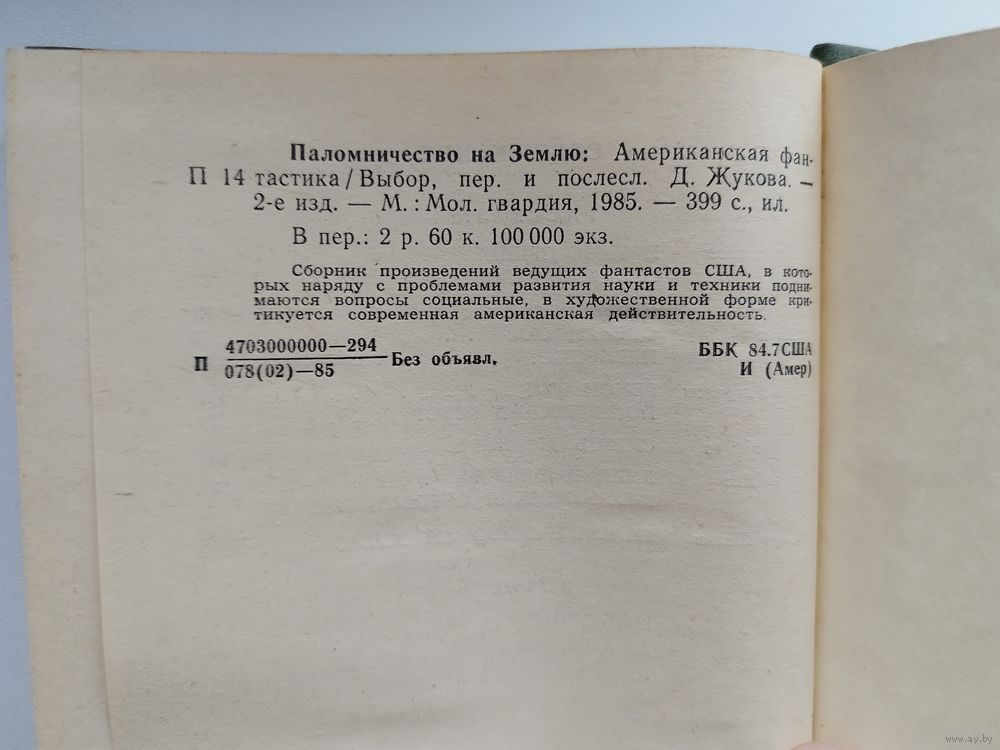 Паломничество на Землю: Американская фан-
П 14 тастика/Выбор, пер. и послесл. Д. Жукова. —
2-е изд. — М. : Мол. гвардия, 1985. — 399 с., ил.
В пер.: 2 р. 60 к. 100 000 экз.
Сборник произведений ведущих фантастов США, в кото-
рых наряду с проблемами развития науки и техники подни-
маются вопросы социальные, в художественной форме кри-
тикуется современная американская действительность.
П 4703000000—294
078(02)—85
Без объявл.
ББК 84.7США
И (Амер)
www.ay.by